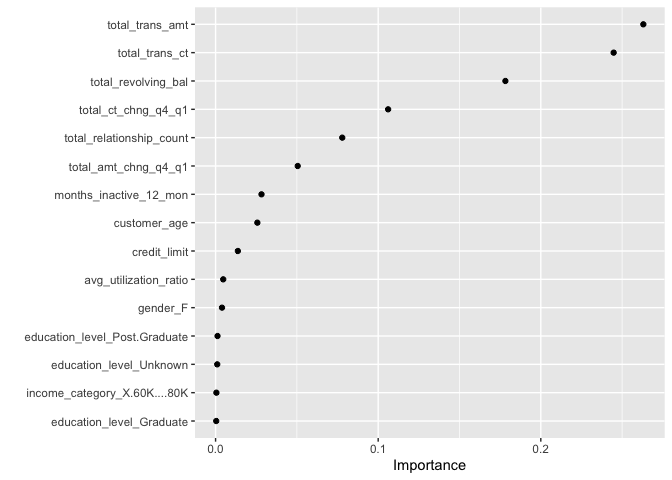 total_trans_amt
total_trans_ct
total_revolving_bal
total_ct_chng_q4_q1
total_relationship_count
total_amt_chng_q4_q1
months_inactive_12_mon
customer_age
credit_limit
avg_utilization_ratio
gender_F
education_level_Post.Graduate
education_level_Unknown
income_category_X.60K....80K
education_level_Graduate
0.0 0.1 0.2
Importance